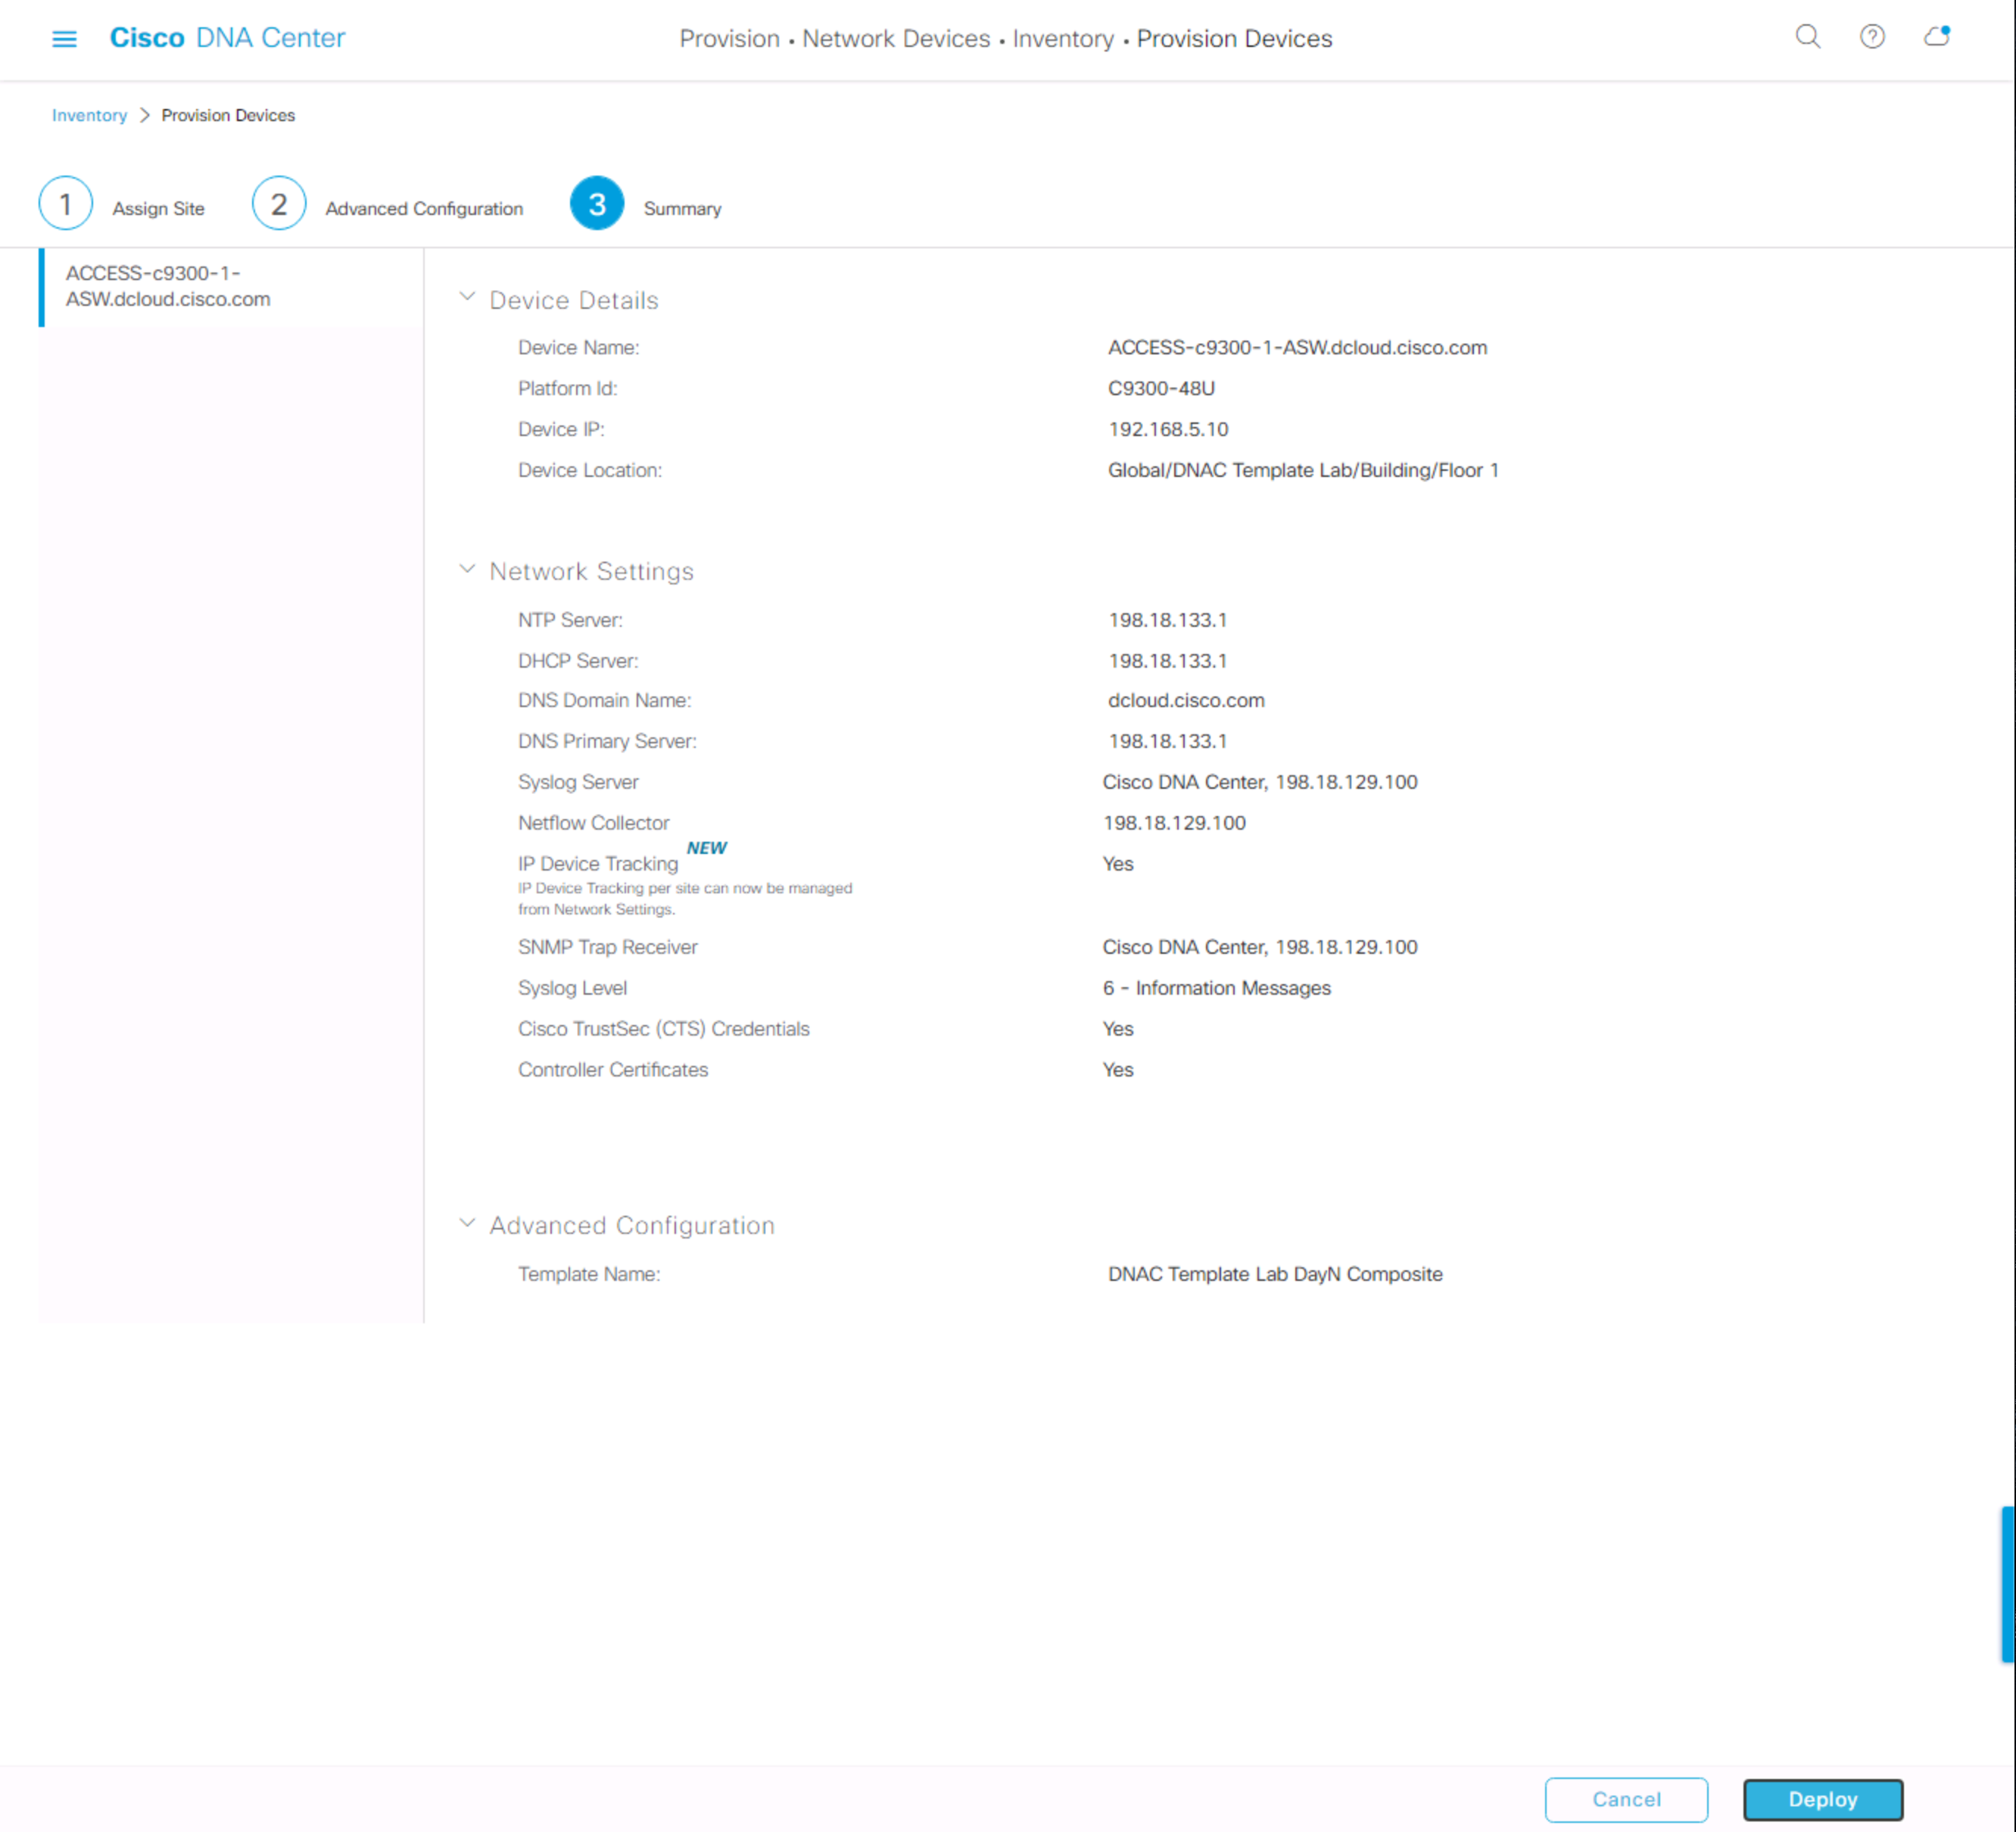 Cisco DNA Center
Provision • Network Devices • Inventory • Provision Devices
Inventory > Provision Devices
1 Assign Site 2 Advanced Configuration 3 Summary
ACCESS-c9300-1-
ASW.dcloud.cisco.com
Device Details
Device Name: ACCESS-c9300-1-ASW.dcloud.cisco.com
Platform Id: C9300-48U
Device IP: 192.168.5.10
Device Location: Global/DNAC Template Lab/Building/Floor 1
Network Settings
NTP Server: 198.18.133.1
DHCP Server: 198.18.133.1
DNS Domain Name: dcloud.cisco.com
DNS Primary Server: 198.18.133.1
Syslog Server Cisco DNA Center, 198.18.129.100
Netflow Collector 198.18.129.100
IP Device Tracking NEW Yes
IP Device Tracking per site can now be managed
from Network Settings.
SNMP Trap Receiver Cisco DNA Center, 198.18.129.100
Syslog Level 6 - Information Messages
Cisco TrustSec (CTS) Credentials Yes
Controller Certificates Yes
Advanced Configuration
Template Name: DNAC Template Lab DayN Composite
Cancel Deploy